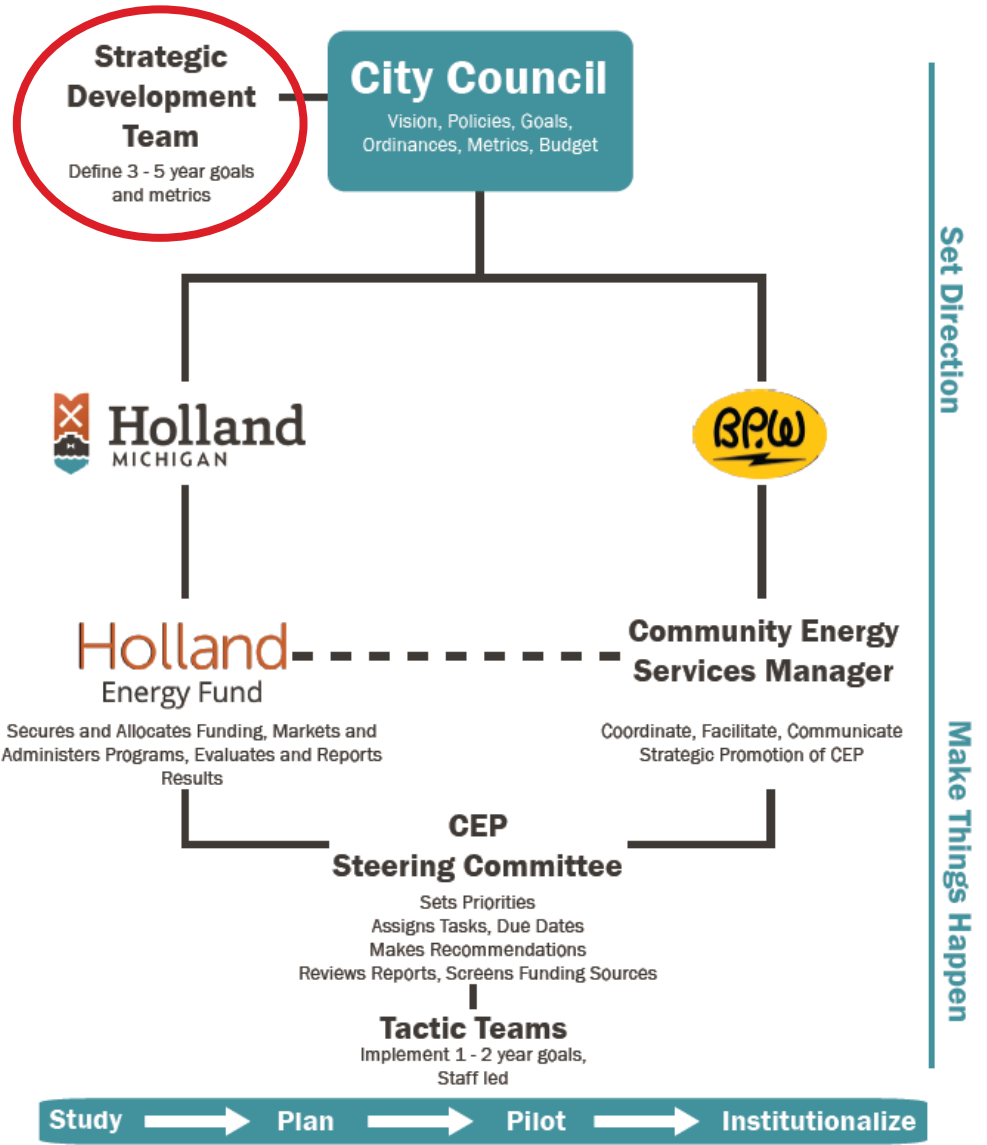 Strategic
Development
Team
Define 3 - 5 year goals
and metrics
City Council
Vision, Policies, Goals,
Ordinances, Metrics, Budget
Set Direction
Holland
MICHIGAN
BPW
Holland
Energy Fund
Secures and Allocates Funding, Markets and
Administers Programs, Evaluates and Reports
Results
Community Energy
Services Manager
Coordinate, Facilitate, Communicate
Strategic Promotion of CEP
Make Things Happen
CEP
Steering Committee
Sets Priorities
Assigns Tasks, Due Dates
Makes Recommendations
Reviews Reports, Screens Funding Sources
Tactic Teams
Implement 1 - 2 year goals,
Staff led
Study Plan Pilot Institutionalize